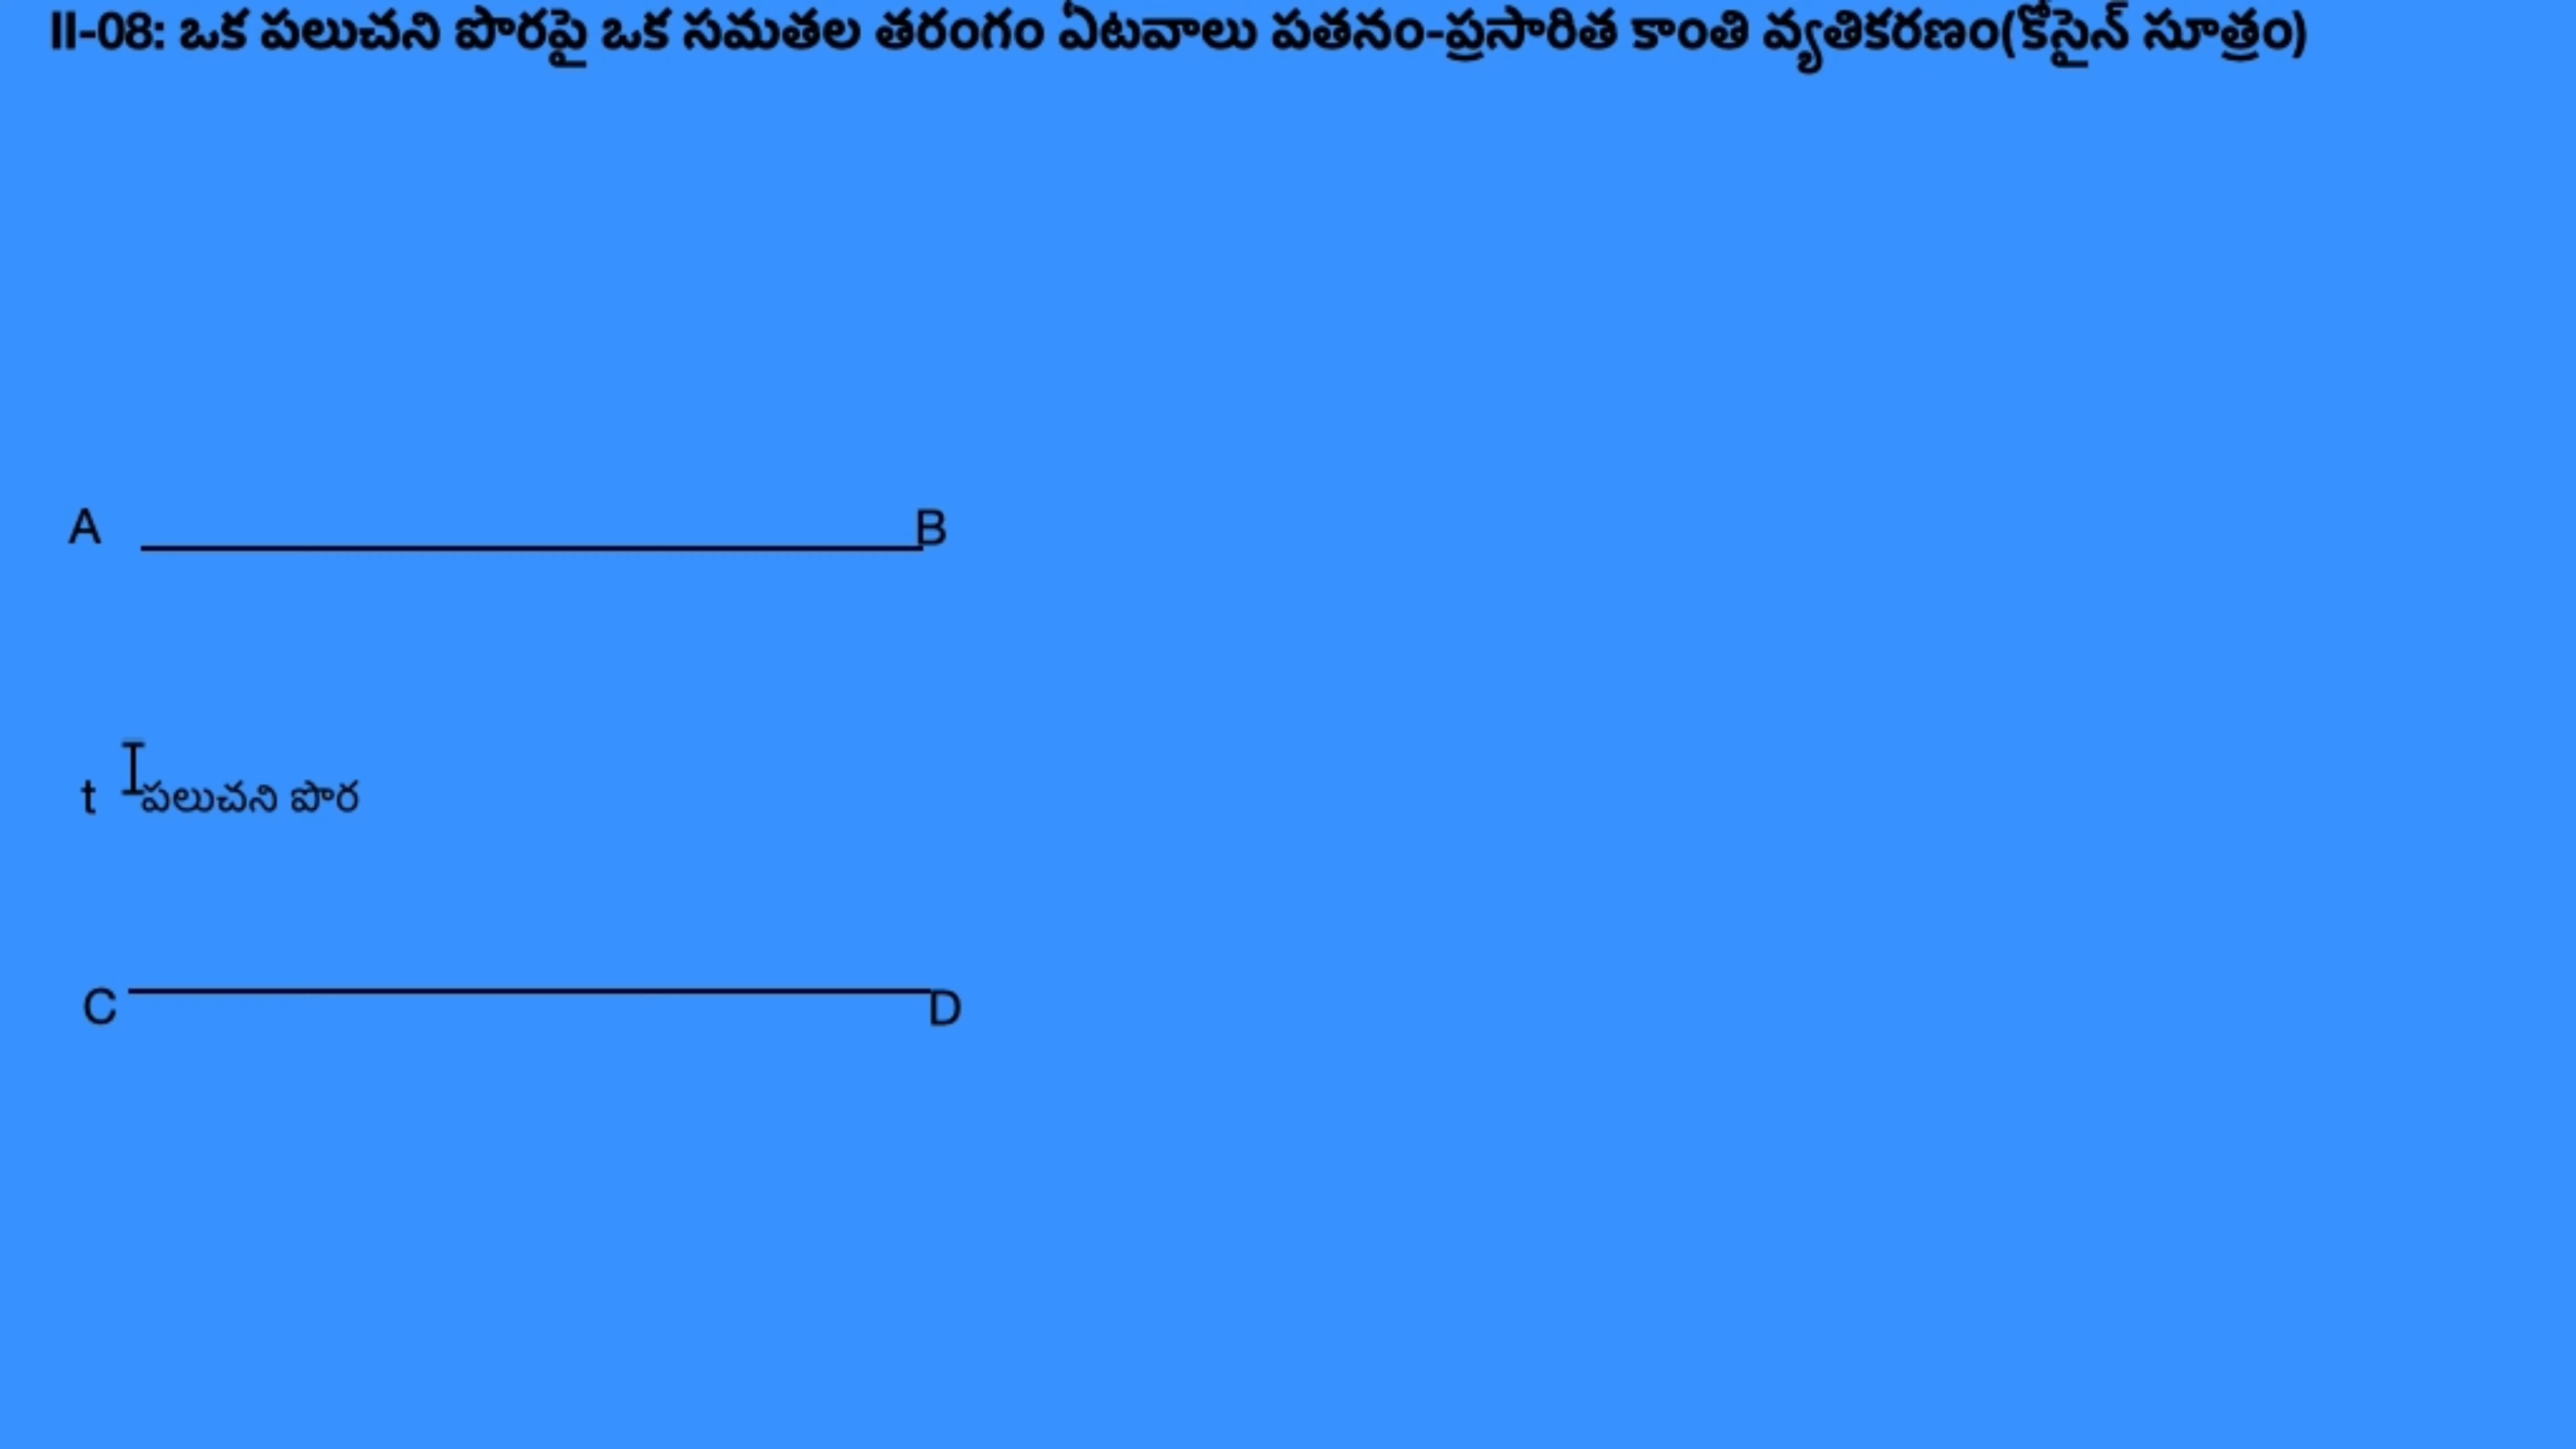 II-08: ఒక పలుచని పొరపై ఒక సమతల తరంగం ఏటవాలు పతనం-ప్రసారిత కాంతి వ్యతికరణం(కోసైన్ సూత్రం)
A B
t పలుచని పొర
C D